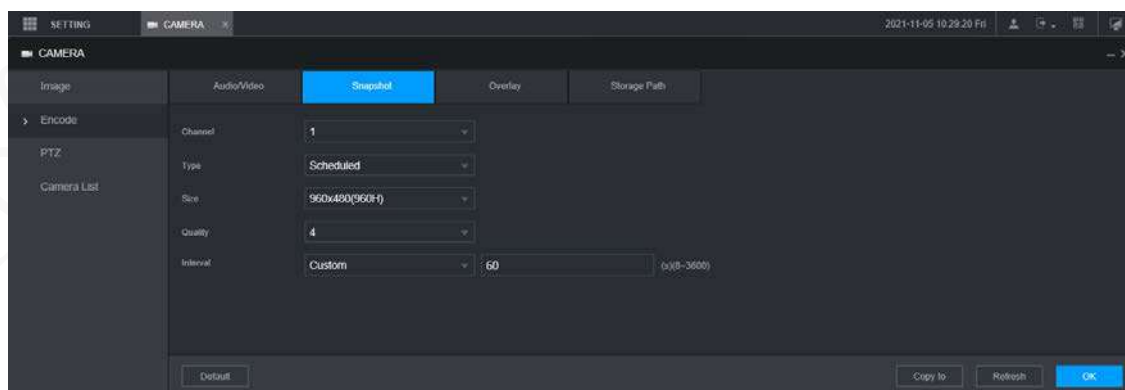 SETTING CAMERA × 2021-11-05 10:29:20 Fri
CAMERA
Image Audio/Video Snapshot Overlay Storage Path
Encode
Channel 1
PTZ
Type Scheduled
Camera List
Size 960x480(960H)
Quality 4
Interval Custom 60 (s)(8~3600)
Default Copy to Refresh OK